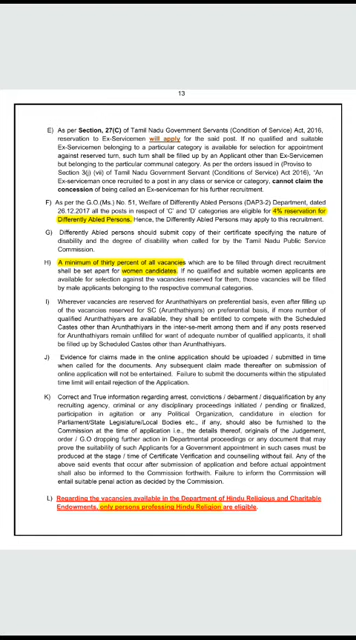 13
E) As per Section, 27(C) of Tamil Nadu Government Servants (Condition of Service) Act, 2016,
reservation to Ex-Servicemen will apply for the said post. If no qualified and suitable
Ex-Servicemen belonging to a particular category is available for selection for appointment
against reserved turn, such turn shall be filled up by an Applicant other than Ex-Servicemen
but belonging to the particular communal category. As per the orders issued in (Proviso to
Section 3(j) (vii) of Tamil Nadu Government Servant (Conditions of Service) Act, 2016), "An
Ex-serviceman once recruited to a post in any class or service or category, cannot claim the
concession of being called an Ex-serviceman for his further recruitment.
F) As per the G.O.(Ms.) No. 51, Welfare of Differently Abled Persons (DAP3-2) Department, dated
26.12.2017 all the posts in respect of 'C' and 'D' categories are eligible for 4% reservation for
Differently Abled Persons. Hence, the Differently Abled Persons may apply to this recruitment.
G) Differently Abled persons should submit copy of their certificate specifying the nature of
disability and the degree of disability when called for by the Tamil Nadu Public Service
Commission.
H) A minimum of thirty percent of all vacancies which are to be filled through direct recruitment
shall be set apart for women candidates. If no qualified and suitable women applicants are
available for selection against the vacancies reserved for them, those vacancies will be filled
by male applicants belonging to the respective communal categories.
I) Wherever vacancies are reserved for Arunthathiyars on preferential basis, even after filling up
of the vacancies reserved for SC (Arunthathiyars) on preferential basis, if more number of
qualified Arunthathiyars are available, they shall be entitled to compete with the Scheduled
Castes other than Arunthathiyars in the inter-se-merit among them and if any posts reserved
for Arunthathiyars remain unfilled for want of adequate number of qualified applicants, it shall
be filled up by Scheduled Castes other than Arunthathiyars.
J) Evidence for claims made in the online application should be uploaded / submitted in time
when called for the documents. Any subsequent claim made thereafter on submission of
online application will not be entertained. Failure to submit the documents within the stipulated
time limit will entail rejection of the Application.
K) Correct and True information regarding arrest, convictions / debarment / disqualification by any
recruiting agency, criminal or any disciplinary proceedings initiated / pending or finalized,
participation in agitation or any Political Organization, candidature in election for
Parliament/State Legislature/Local Bodies etc., if any, should also be furnished to the
Commission at the time of application i.e., the details thereof, originals of the Judgement,
order / G.O dropping further action in Departmental proceedings or any document that may
prove the suitability of such Applicants for a Government appointment in such cases must be
produced at the stage / time of Certificate Verification and counselling without fail. Any of the
above said events that occur after submission of application and before actual appointment
shall also be informed to the Commission forthwith. Failure to inform the Commission will
entail suitable penal action as decided by the Commission.
L) Regarding the vacancies available in the Department of Hindu Religious and Charitable
Endowments, only persons professing Hindu Religion are eligible.